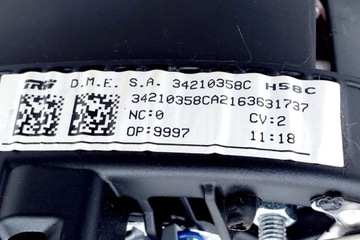 TRW D.M.E. S.A. 34210358C H58C
34210358CA2163631737
NC:0 CV:2
OP:9997 11:18